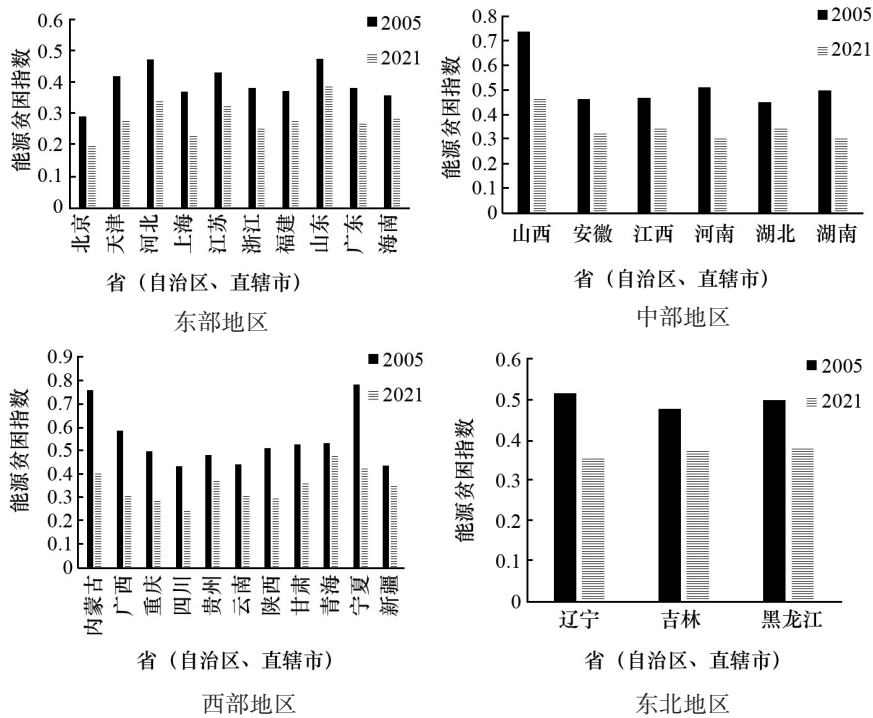 能源贫困指数
0.6
0.5
0.4
0.3
0.2
0.1
0
2005
2021
北京
天津
河北
上海
江苏
浙江
福建
山东
广东
海南
省（自治区、直辖市）
东部地区
能源贫困指数
0.8
0.7
0.6
0.5
0.4
0.3
0.2
0.1
0
2005
2021
山西
安徽
江西
河南
湖北
湖南
省（自治区、直辖市）
中部地区
能源贫困指数
0.9
0.8
0.7
0.6
0.5
0.4
0.3
0.2
0.1
0
2005
2021
内蒙古
广西
重庆
四川
贵州
云南
陕西
甘肃
青海
宁夏
新疆
省（自治区、直辖市）
西部地区
能源贫困指数
0.6
0.5
0.4
0.3
0.2
0.1
0
2005
2021
辽宁
吉林
黑龙江
省（自治区、直辖市）
东北地区